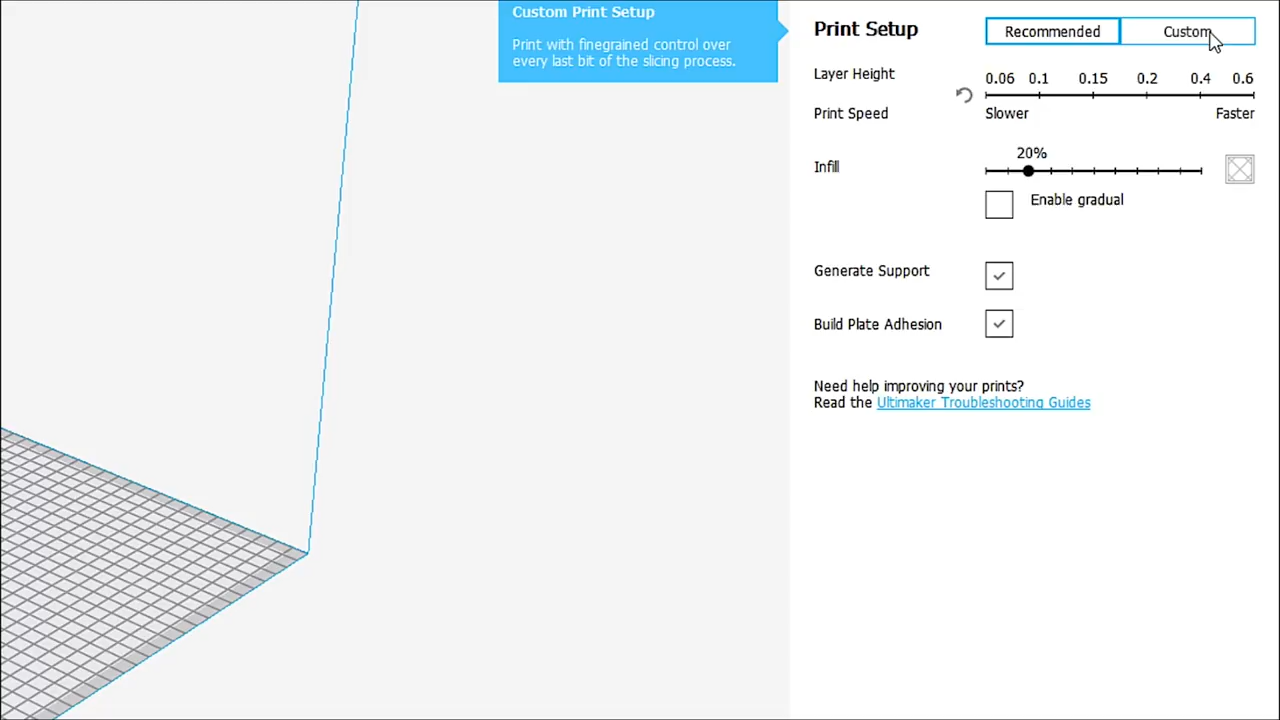 Custom Print Setup
Print with finegrained control over
every last bit of the slicing process.
Print Setup
Recommended
Custom
Layer Height
0.06 0.1 0.15 0.2 0.4 0.6
Print Speed
Slower
Faster
20%
Infill
Enable gradual
Generate Support
Build Plate Adhesion
Need help improving your prints?
Read the Ultimaker Troubleshooting Guides